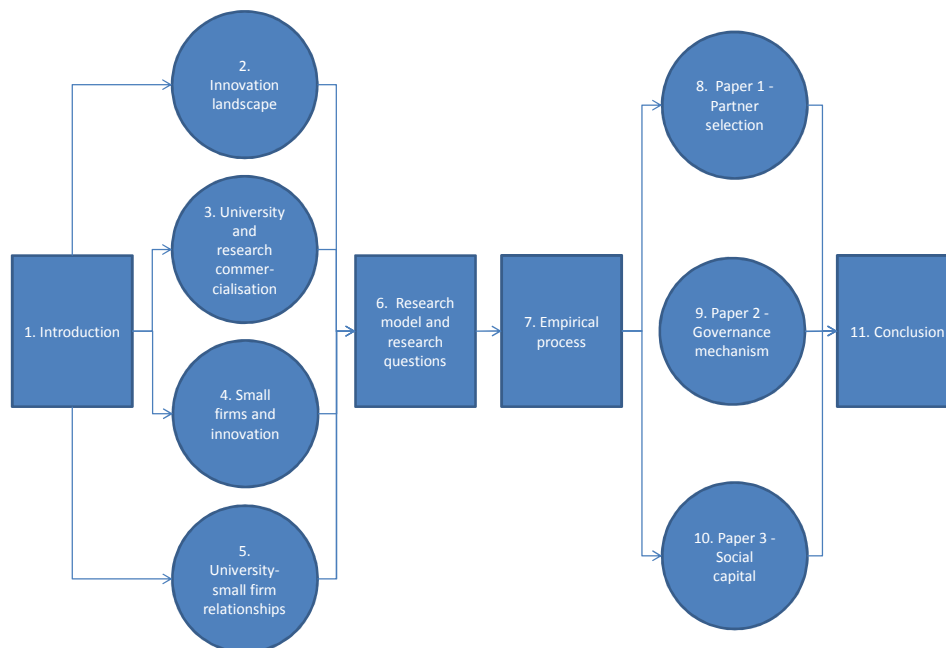 1. Introduction
2.
Innovation
landscape
3. University
and
research
commer-
cialisation
4. Small
firms and
innovation
5.
University-
small firm
relationships
6. Research
model and
research
questions
7. Empirical
process
8. Paper 1 -
Partner
selection
9. Paper 2 -
Governance
mechanism
10. Paper 3 -
Social
capital
11. Conclusion